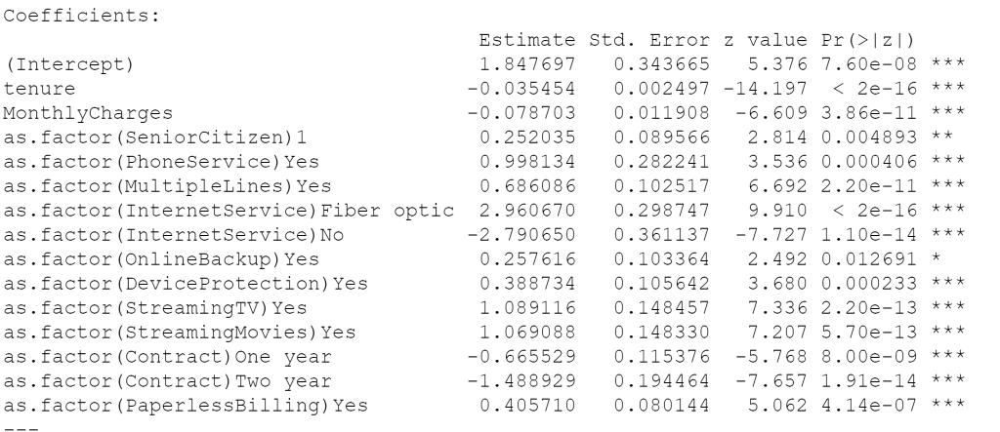 Coefficients:
Estimate Std. Error z value Pr(>|z|)
(Intercept) 1.847697 0.343665 5.376 7.60e-08 ***
tenure -0.035454 0.002497 -14.197 < 2e-16 ***
MonthlyCharges -0.078703 0.011908 -6.609 3.86e-11 ***
as.factor(SeniorCitizen)1 0.252035 0.089566 2.814 0.004893 **
as.factor(PhoneService)Yes 0.998134 0.282241 3.536 0.000406 ***
as.factor(MultipleLines)Yes 0.686086 0.102517 6.692 2.20e-11 ***
as.factor(InternetService)Fiber optic 2.960670 0.298747 9.910 < 2e-16 ***
as.factor(InternetService)No -2.790650 0.361137 -7.727 1.10e-14 ***
as.factor(OnlineBackup)Yes 0.257616 0.103364 2.492 0.012691 *
as.factor(DeviceProtection)Yes 0.388734 0.105642 3.680 0.000233 ***
as.factor(StreamingTV)Yes 1.089116 0.148457 7.336 2.20e-13 ***
as.factor(StreamingMovies)Yes 1.069088 0.148330 7.207 5.70e-13 ***
as.factor(Contract)One year -0.665529 0.115376 -5.768 8.00e-09 ***
as.factor(Contract)Two year -1.488929 0.194464 -7.657 1.91e-14 ***
as.factor(PaperlessBilling)Yes 0.405710 0.080144 5.062 4.14e-07 ***
---